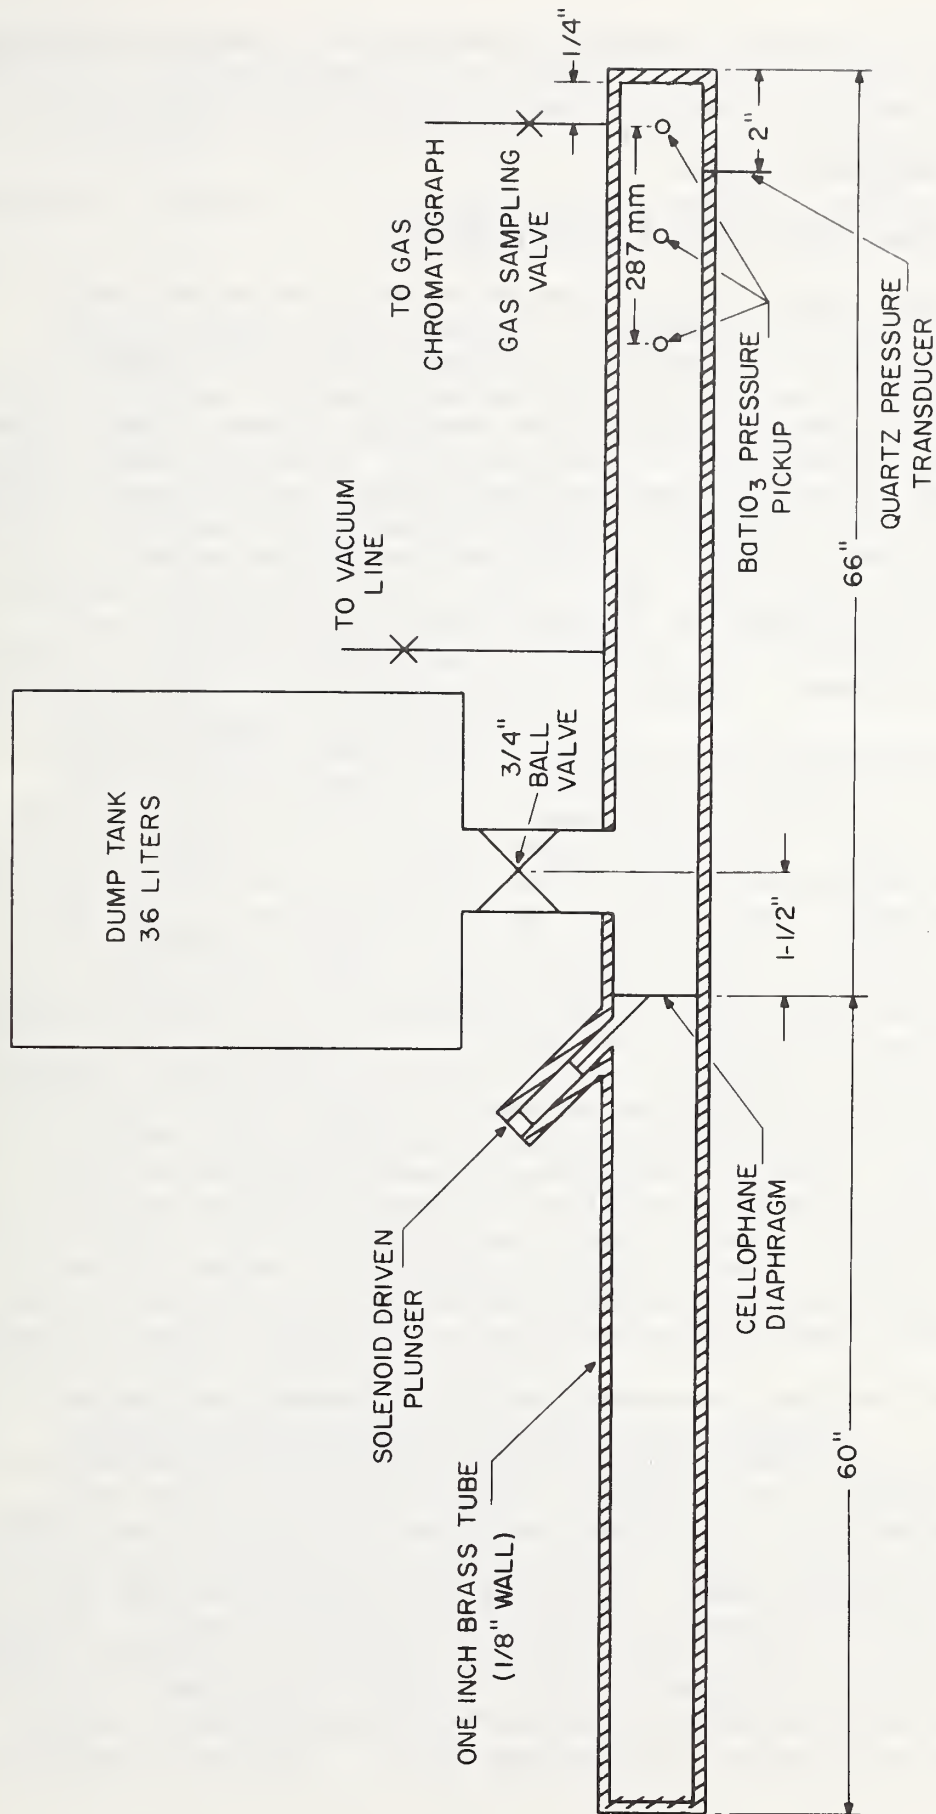 DUMP TANK
36 LITERS
3/4"
BALL
VALVE
TO VACUUM
LINE
TO GAS
CHROMATOGRAPH
GAS SAMPLING
VALVE
1/4"
287 mm
2"
SOLENOID DRIVEN
PLUNGER
ONE INCH BRASS TUBE
(1/8" WALL)
CELLOPHANE
DIAPHRAGM
1-1/2"
BaTIO3 PRESSURE
PICKUP
QUARTZ PRESSURE
TRANSDUCER
60"
66"